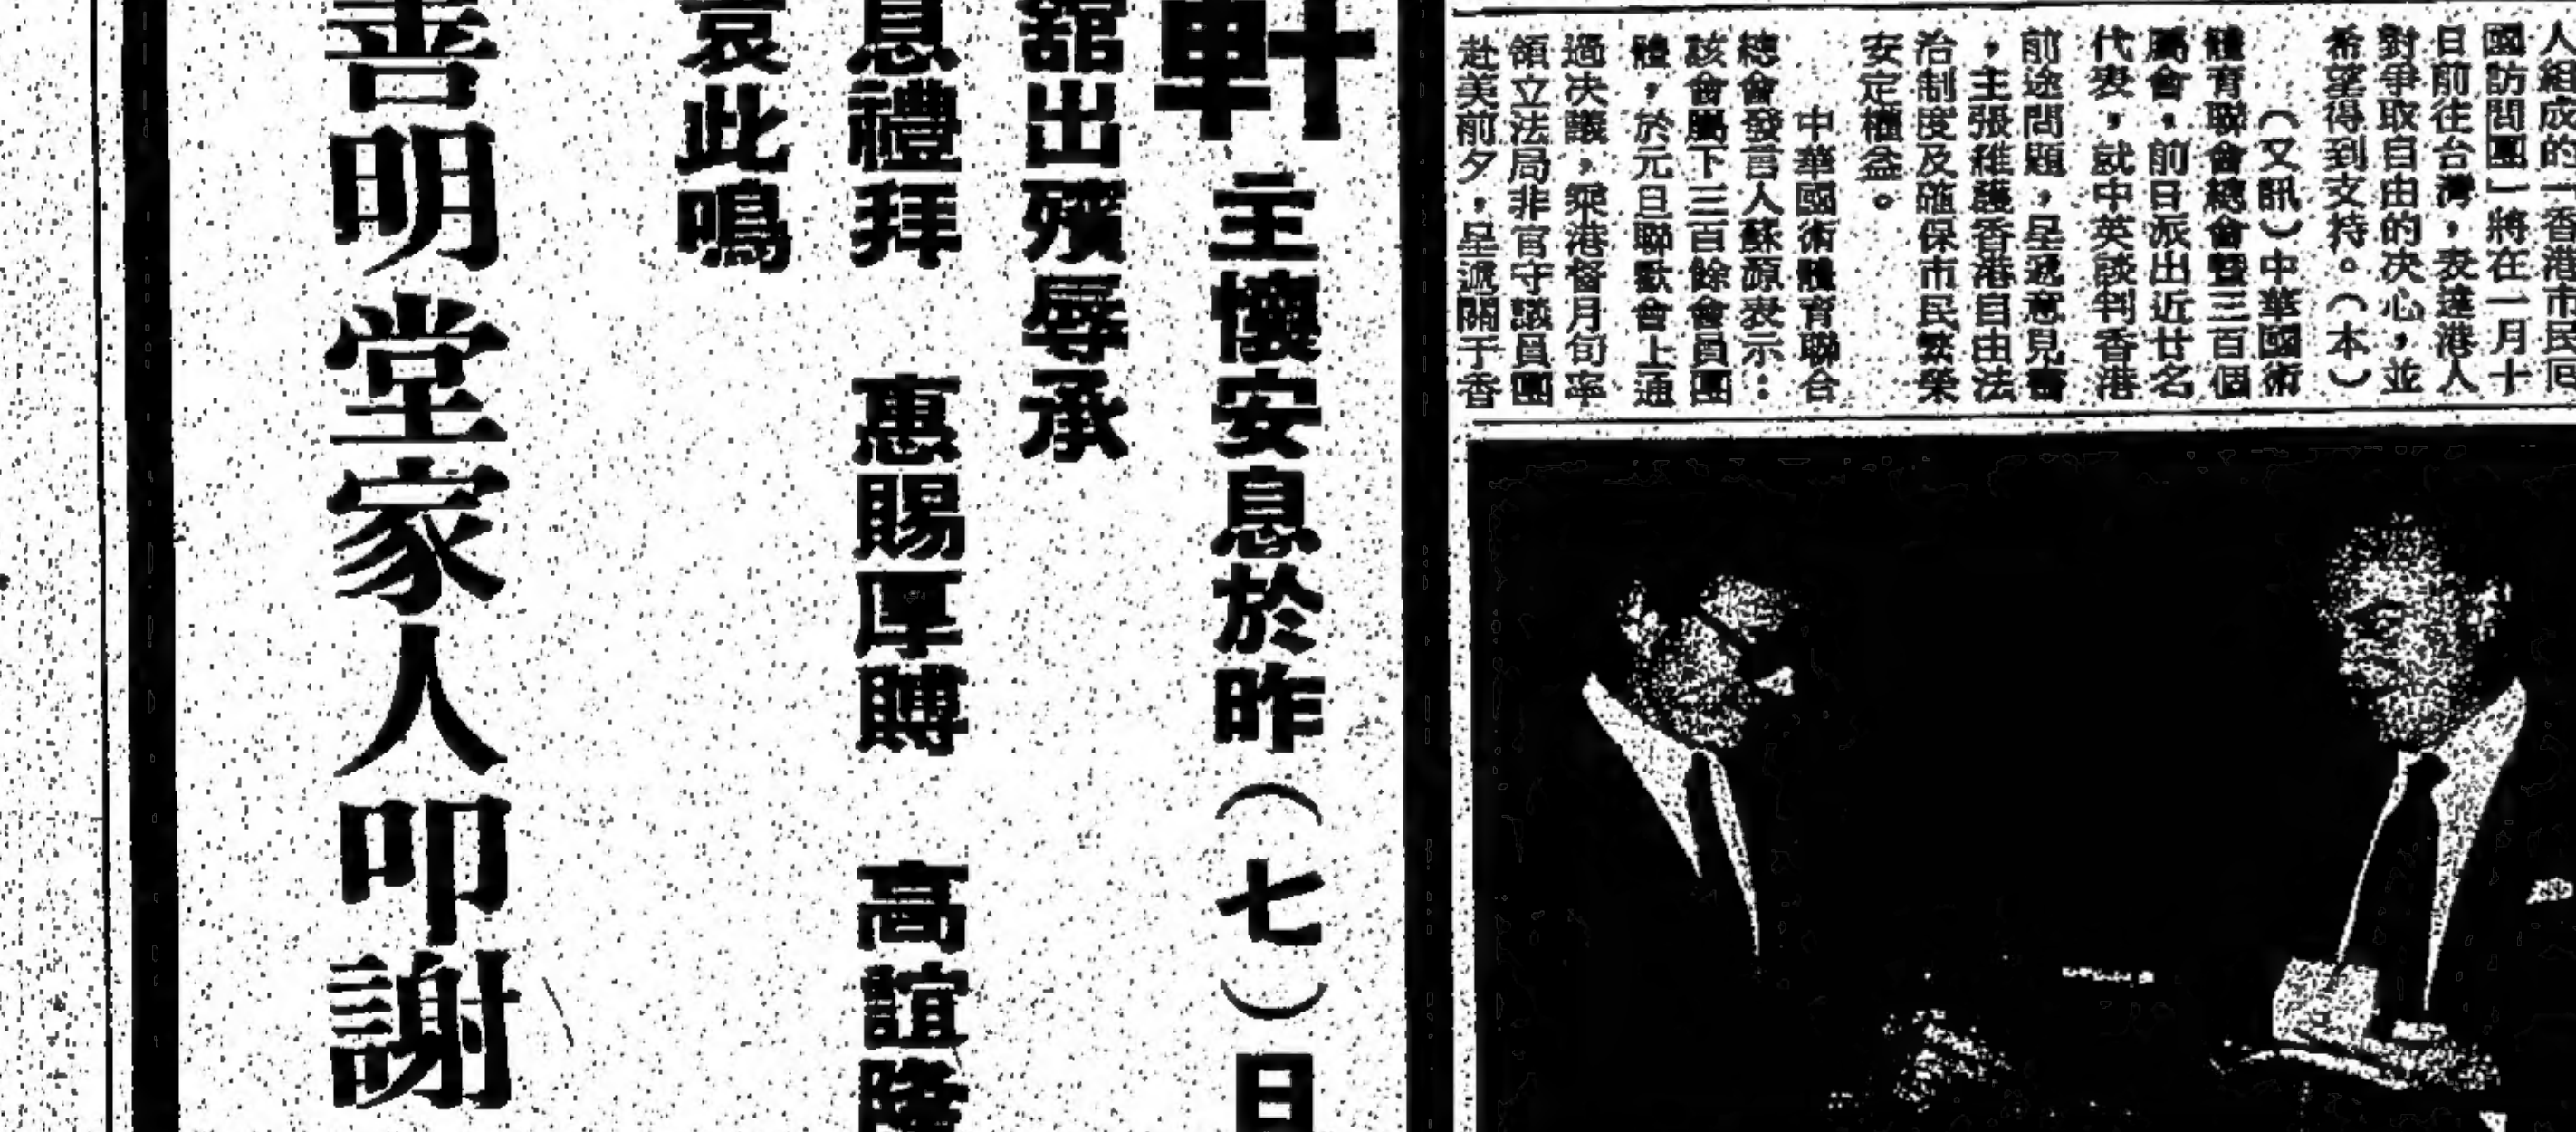 人組成的「香港市民回
國訪問團」將在一月十
日前往台灣，表達港人
對爭取自由的决心，並
希望得到支持。（本）
（又訊）中華國術
體育聯會總會暨三百個
屬會，前日派出近廿名
代表，就中英談判香港
前途問題，呈遞意見書
，主張維護香港自由法
治制度及確保市民繁榮
安定權益。
中華國術體育聯合
總會發言人蘇源表示：
該會屬下三百餘會員團
體，於元旦聯歡會上通
過决議，乘港督月旬率
領立法局非官守議員團
赴美前夕，呈遞關于香
軒
主懷安息於昨（七）日
舘出殯辱承
息禮拜 惠賜厚賻 高誼隆
哀此鳴
善明堂家人叩謝